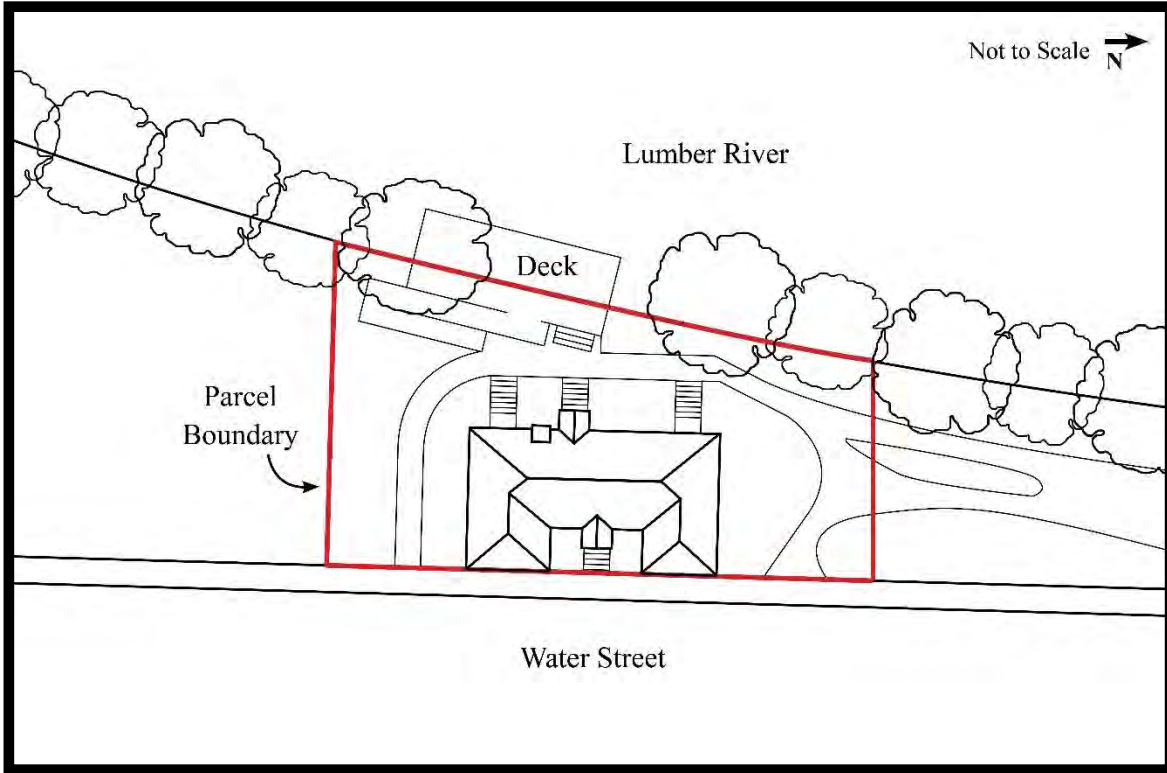 Not to Scale
N
Lumber River
Deck
Parcel
Boundary
Water Street